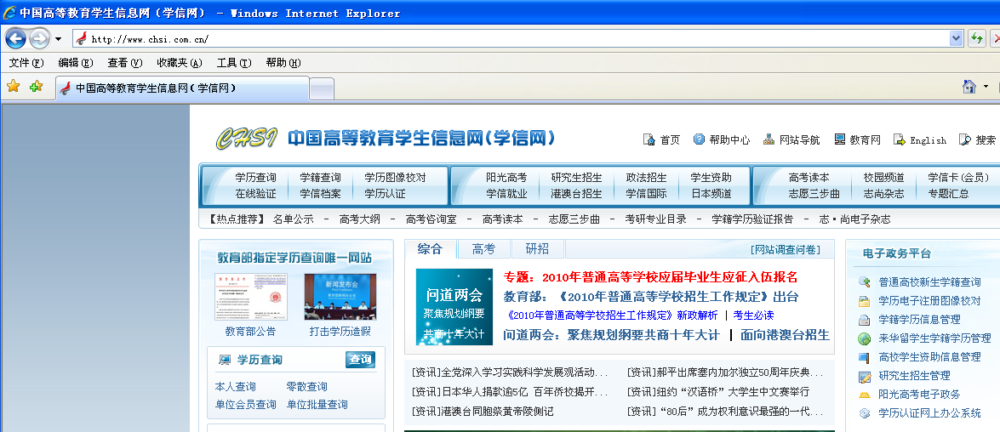 中国高等教育学生信息网（学信网） - Windows Internet Explorer
http://www.chsi.com.cn/
文件(F) 编辑(E) 查看(V) 收藏夹(A) 工具(T) 帮助(H)
中国高等教育学生信息网（学信网）
CHSI 中国高等教育学生信息网(学信网)
首页 帮助中心 网站导航 教育网 English 搜索
学历查询 学籍查询 学历图像校对 阳光高考 研究生招生 政法招生 学生资助 高考读本 校园频道 学信卡(会员)
在线验证 学信档案 学历认证 学信就业 港澳台招生 学信国际 日本频道 志愿三步曲 志尚杂志 专题汇总
【热点推荐】 名单公示 - 高考大纲 - 高考咨询室 - 高考读本 - 志愿三步曲 - 考研专业目录 - 学籍学历验证报告 - 志·尚电子杂志
教育部指定学历查询唯一网站
新闻发布会
教育部公告 打击学历造假
学历查询 查询
本人查询 零散查询
单位会员查询 单位批量查询
综合 高考 研招 [网站调查问卷]
问道两会
聚焦规划纲要
共商十年大计
专题：2010年普通高等学校应届毕业生应征入伍报名
教育部：《2010年普通高等学校招生工作规定》出台
《2010年普通高等学校招生工作规定》新政解析 | 考生必读
问道两会：聚焦规划纲要共商十年大计 | 面向港澳台招生
[资讯]全党深入学习实践科学发展观活动... [资讯]郝平出席塞内加尔独立50周年庆典...
[资讯]日本华人捐款逾5亿 百年侨校揭开... [资讯]纽约“汉语桥”大学生中文赛举行
[资讯]港澳台同胞祭黄帝陵侧记 [资讯]“80后”成为权利意识最强的一代...
电子政务平台
普通高校新生学籍查询
学历电子注册图像校对
学籍学历信息管理
来华留学生学籍学历管理
高校学生资助信息管理
研究生招生管理
阳光高考电子政务
学历认证网上办公系统